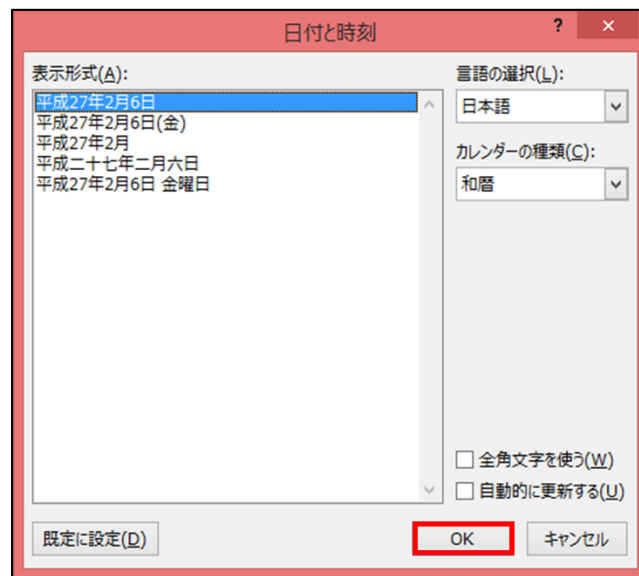 日付と時刻
? ×
表示形式(A):
平成27年2月6日
平成27年2月6日(金)
平成27年2月
平成二十七年二月六日
平成27年2月6日 金曜日
言語の選択(L):
日本語
カレンダーの種類(C):
和暦
全角文字を使う(W)
自動的に更新する(U)
既定に設定(D)
OK
キャンセル